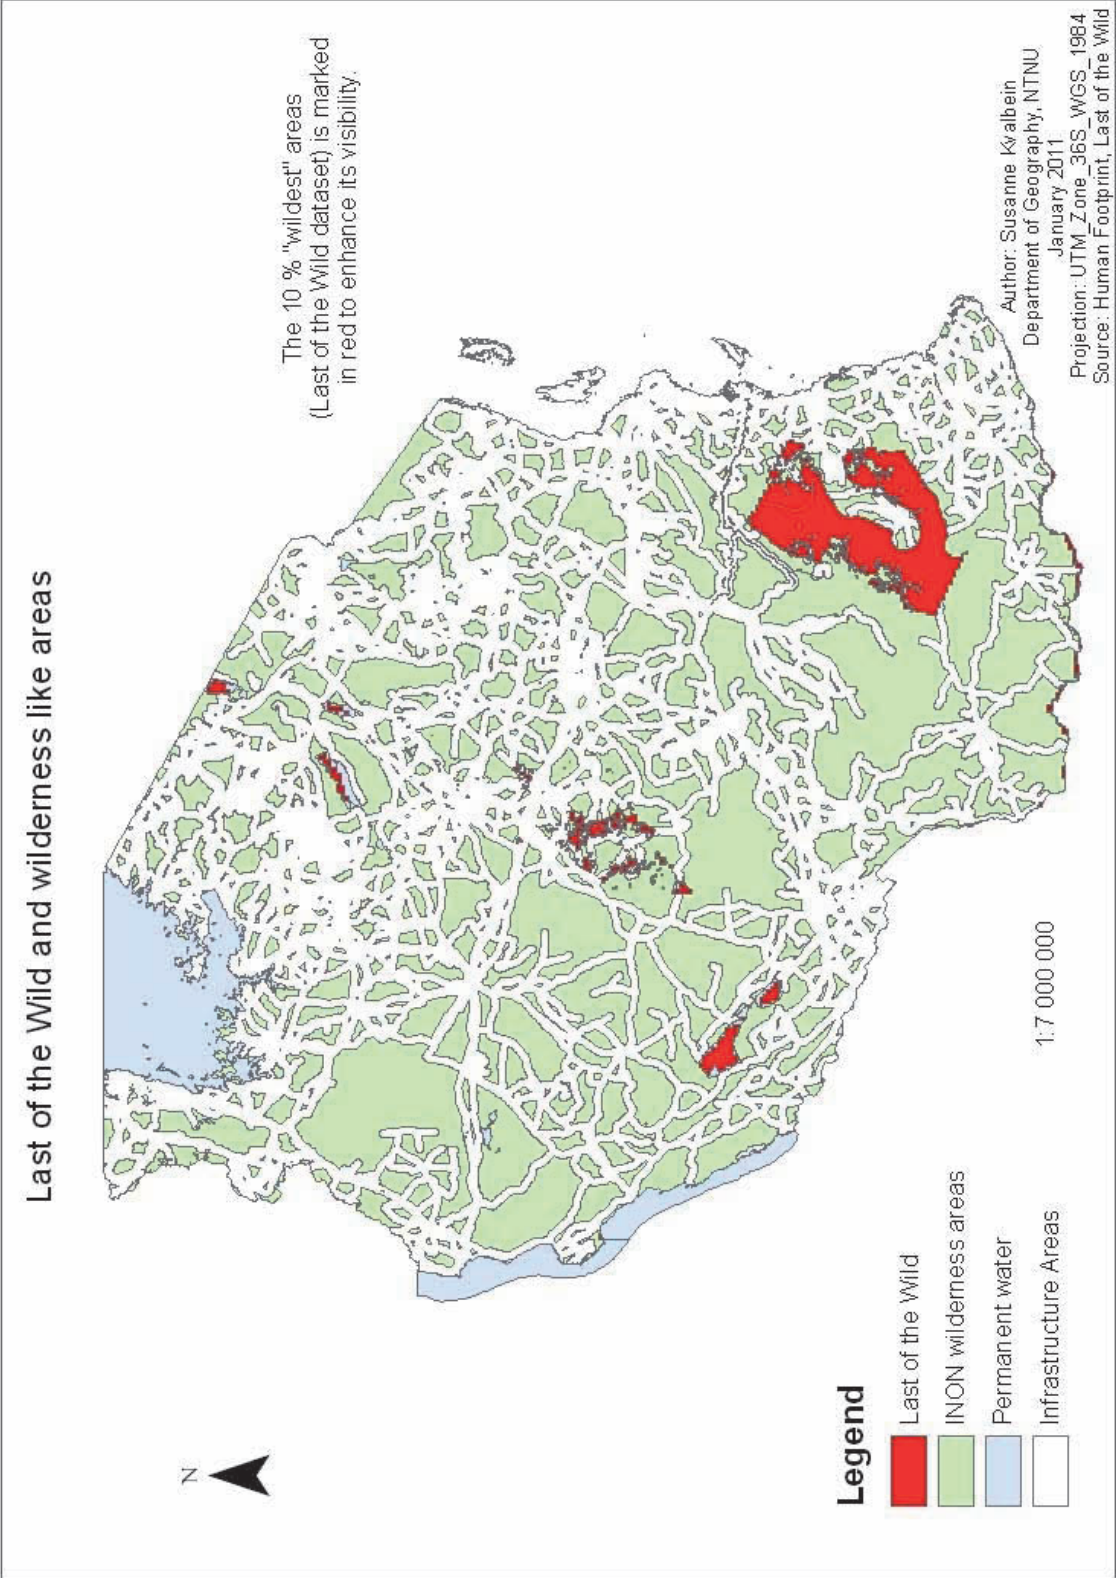 Last of the Wild and wilderness like areas
N
The 10 % "wildest" areas
(Last of the Wild dataset) is marked
in red to enhance its visibility.
Legend
Last of the Wild
INON wilderness areas
Permanent water
Infrastructure Areas
1:7 000 000
Author: Susanne Kvalbein
Department of Geography, NTNU
January 2011
Projection: UTM_Zone_36S_WGS_1984
Source: Human Footprint, Last of the Wild